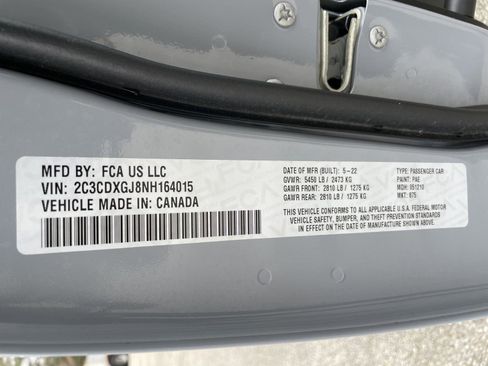 MFD BY: FCA US LLC
VIN: 2C3CDXGJ8NH164015
VEHICLE MADE IN: CANADA
DATE OF MFR (BUILT): 5-22
GVWR: 5450 LB / 2473 KG
GAWR FRONT: 2810 LB / 1275 KG
GAWR REAR: 2810 LB / 1275 KG
TYPE: PASSENGER CAR
PAINT: PAE
MDH: 051210
MKT: 875
THIS VEHICLE CONFORMS TO ALL APPLICABLE U.S.A. FEDERAL MOTOR
VEHICLE SAFETY, BUMPER, AND THEFT PREVENTION STANDARDS
IN EFFECT ON THE DATE OF MANUFACTURE SHOWN ABOVE.